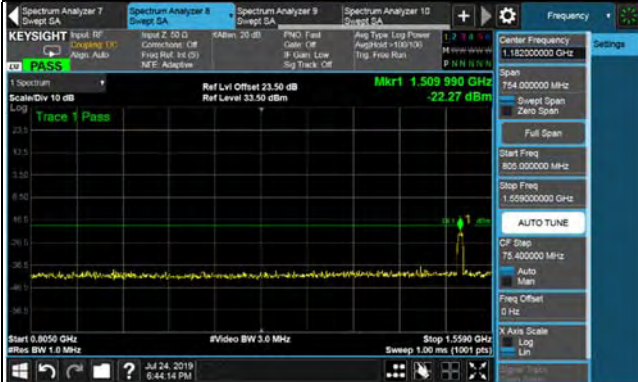 Spectrum Analyzer 7
Swept SA
Spectrum Analyzer 8
Swept SA
Spectrum Analyzer 9
Swept SA
Spectrum Analyzer 10
Swept SA
+
Frequency
KEYSIGHT
Input: RF
Coupling: DC
Align: Auto
Input Z: 50 Ω
Corrections: Off
Freq Ref: Int (S)
NFE: Adaptive
#Atten: 20 dB
PNO: Fast
Gate: Off
IF Gain: Low
Sig Track: Off
Avg Type: Log Power
Avg|Hold >100/100
Trig: Free Run
1 2 3 4 5 6
PASS
1 Spectrum
Scale/Div 10 dB
Log
Ref Lvl Offset 23.50 dB
Ref Level 33.50 dBm
Mkr1 1.509 990 GHz
-22.27 dBm
Trace 1 Pass
23.5
13.5
3.50
-6.50
-16.5
-26.5
-36.5
-46.5
-56.5
1
Start 0.8050 GHz
#Res BW 1.0 MHz
#Video BW 3.0 MHz
Stop 1.5590 GHz
Sweep 1.00 ms (1001 pts)
Center Frequency
1.182000000 GHz
Settings
Span
754.000000 MHz
Swept Span
Zero Span
Full Span
Start Freq
805.000000 MHz
Stop Freq
1.559000000 GHz
AUTO TUNE
CF Step
75.400000 MHz
Auto
Man
Freq Offset
0 Hz
X Axis Scale
Log
Lin
Signal Track
?
Jul 24, 2019
6:44:14 PM